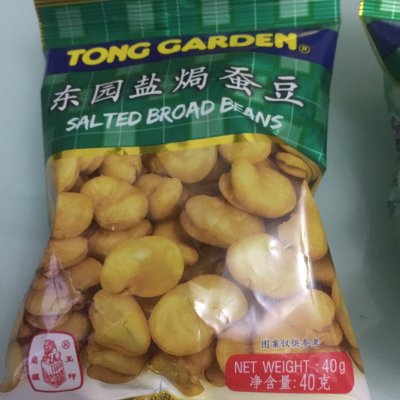 TONG GARDEN®
东园盐焗蚕豆
SALTED BROAD BEANS
图案仅供参考
NET WEIGHT : 40g
净含量: 40克